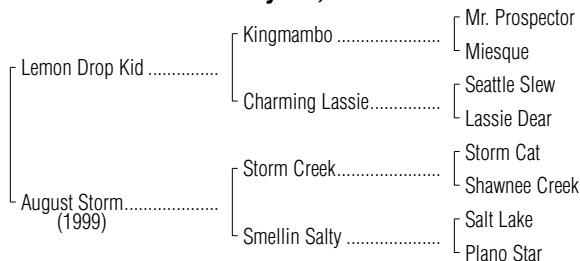 Mr. Prospector
Kingmambo ..................
Miesque
Lemon Drop Kid ...............
Seattle Slew
Charming Lassie...............
Lassie Dear
Storm Cat
Storm Creek......................
Shawnee Creek
August Storm....................
(1999)
Salt Lake
Smellin Salty ....................
Plano Star